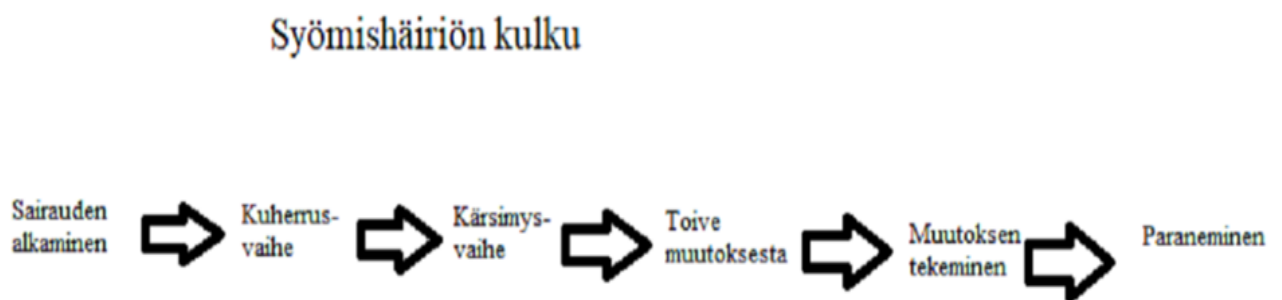 Syömishäiriön kulku
Sairauden
alkaminen
Kuherrus-
vaihe
Kärsimys-
vaihe
Toive
muutoksesta
Muutoksen
tekeminen
Paraneminen